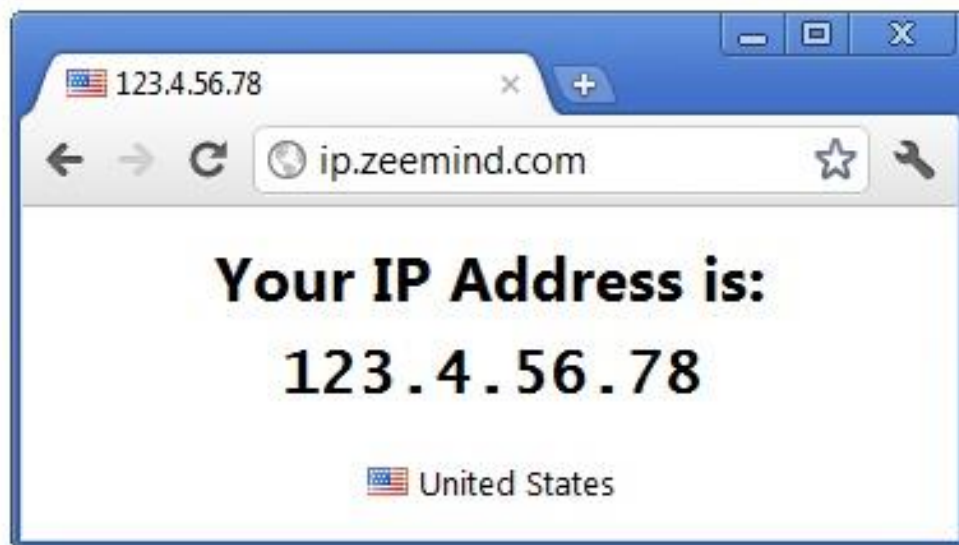 123.4.56.78
ip.zeemind.com
Your IP Address is:
123.4.56.78
United States